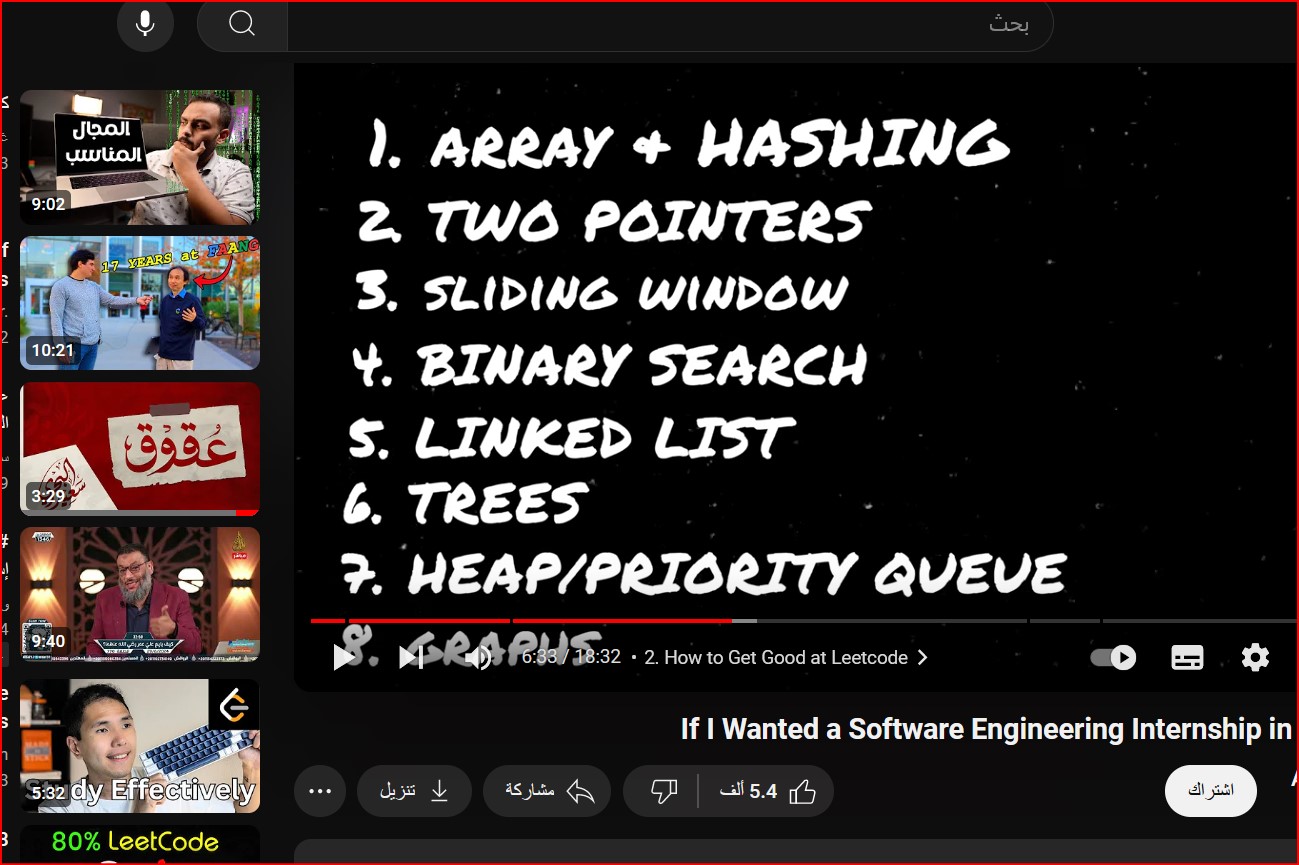 بحث
1. ARRAY & HASHING
2. TWO POINTERS
3. SLIDING WINDOW
4. BINARY SEARCH
5. LINKED LIST
6. TREES
7. HEAP/PRIORITY QUEUE
8. GRAPHS
6:33 / 18:32 • 2. How to Get Good at Leetcode
If I Wanted a Software Engineering Internship in
اشتراك
5.4 ألف
مشاركة
تنزيل
المجال
المناسب
9:02
17 YEARS at FAANG
10:21
عقوق
3:29
9:40
dy Effectively
5:32
80% LeetCode